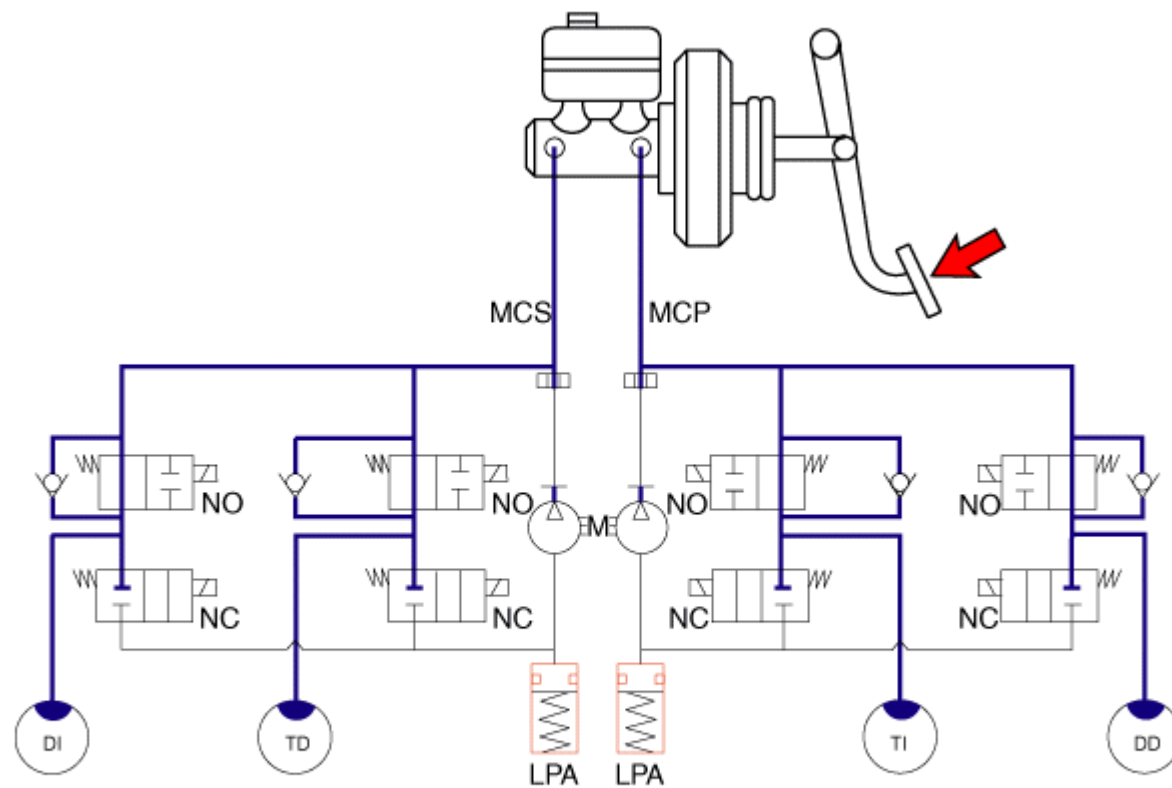 MCS MCP
NO NO M NO NO
NC NC NC NC
DI TD TI DD
LPA LPA